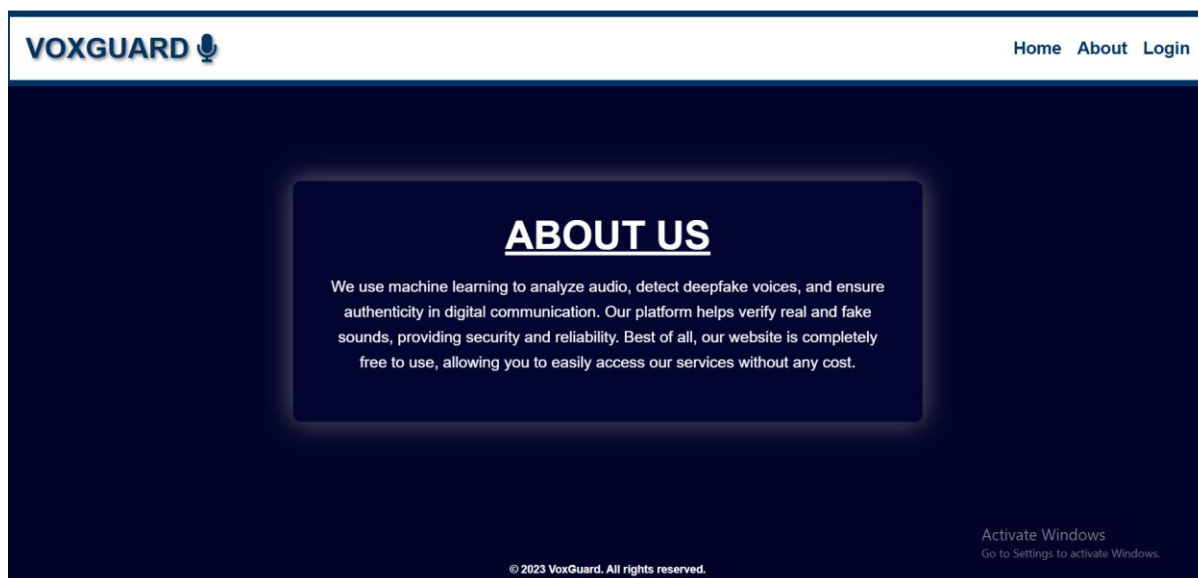 VOXGUARD
Home About Login
ABOUT US
We use machine learning to analyze audio, detect deepfake voices, and ensure
authenticity in digital communication. Our platform helps verify real and fake
sounds, providing security and reliability. Best of all, our website is completely
free to use, allowing you to easily access our services without any cost.
Activate Windows
Go to Settings to activate Windows.
© 2023 VoxGuard. All rights reserved.